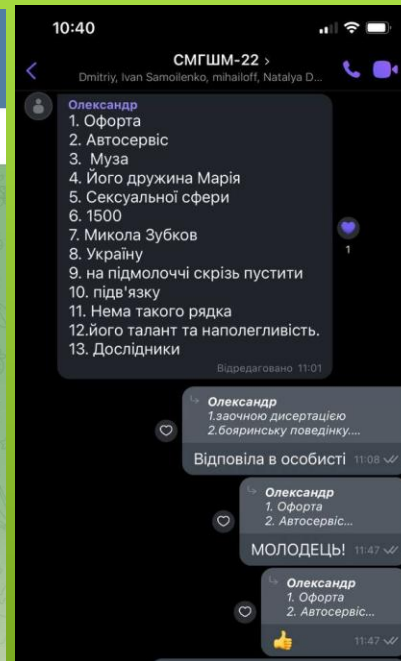 10:40
СМГШМ-22 >
Dmitriy, Ivan Samoilenko, mihailoff, Natalya D...
Олександр
1. Офорта
2. Автосервіс
3. Муза
4. Його дружина Марія
5. Сексуальної сфери
6. 1500
7. Микола Зубков
8. Україну
9. на підмолоччі скрізь пустити
10. підв'язку
11. Нема такого рядка
12.його талант та наполегливість.
13. Дослідники
1
Відредаговано 11:01
Олександр
1.заочною дисертацією
2.бояринську поведінку....
Відповіла в особисті 11:08
Олександр
1. Офорта
2. Автосервіс...
МОЛОДЕЦЬ! 11:47
Олександр
1. Офорта
2. Автосервіс...
👍 11:47